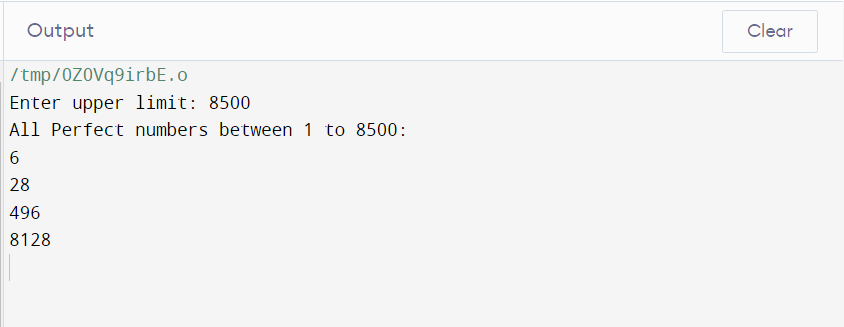 Output
Clear
/tmp/OZOVq9irbE.o
Enter upper limit: 8500
All Perfect numbers between 1 to 8500:
6
28
496
8128